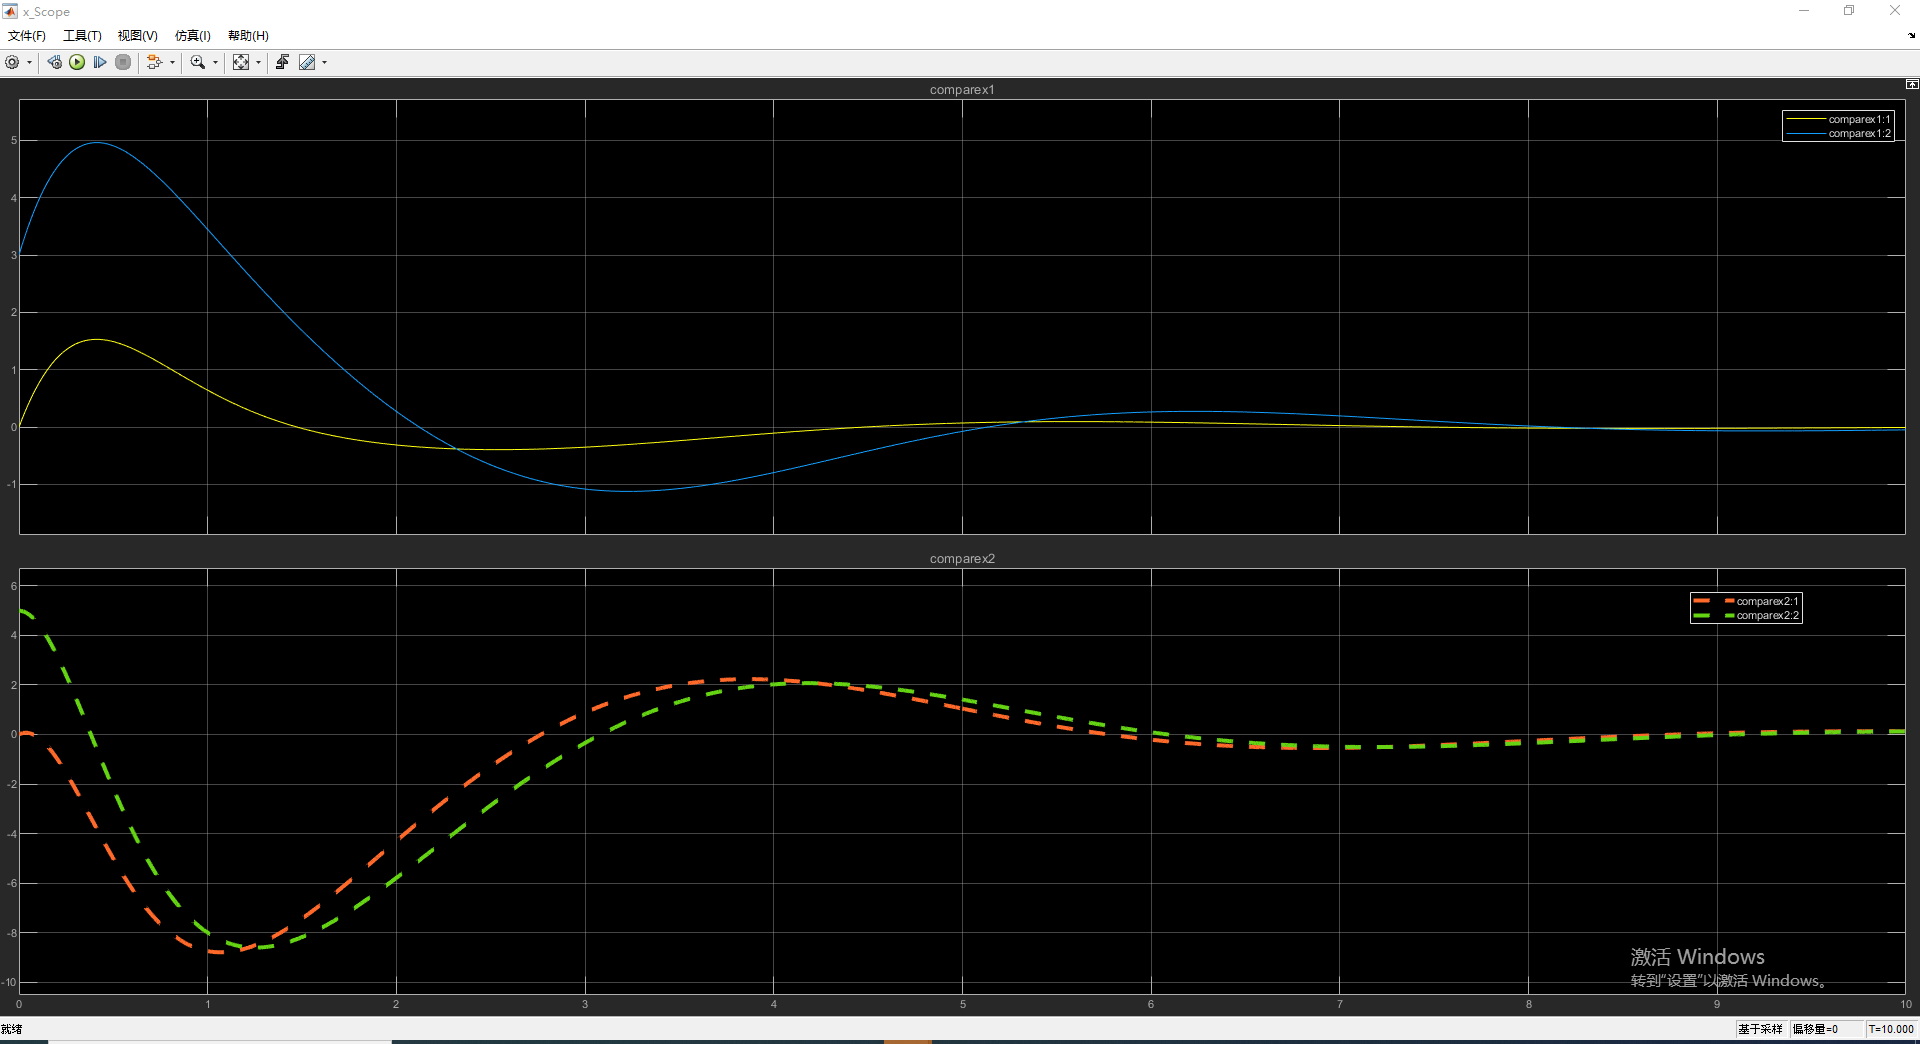 x_Scope
文件(F) 工具(T) 视图(V) 仿真(I) 帮助(H)
comparex1
comparex1:1
comparex1:2
5
4
3
2
1
0
-1
comparex2
comparex2:1
comparex2:2
6
4
2
0
-2
-4
-6
-8
-10
0 1 2 3 4 5 6 7 8 9 10
激活 Windows
转到"设置"以激活 Windows。
就绪 基于采样 偏移量=0 T=10.000